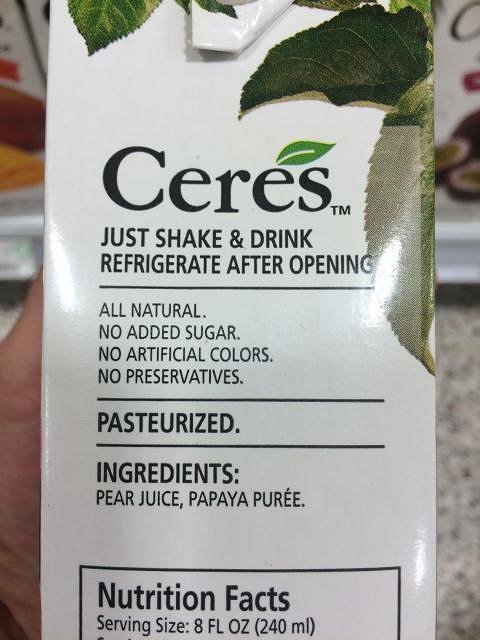 Ceres™
JUST SHAKE & DRINK
REFRIGERATE AFTER OPENING
ALL NATURAL.
NO ADDED SUGAR.
NO ARTIFICIAL COLORS.
NO PRESERVATIVES.
PASTEURIZED.
INGREDIENTS:
PEAR JUICE, PAPAYA PURÉE.
Nutrition Facts
Serving Size: 8 FL OZ (240 ml)